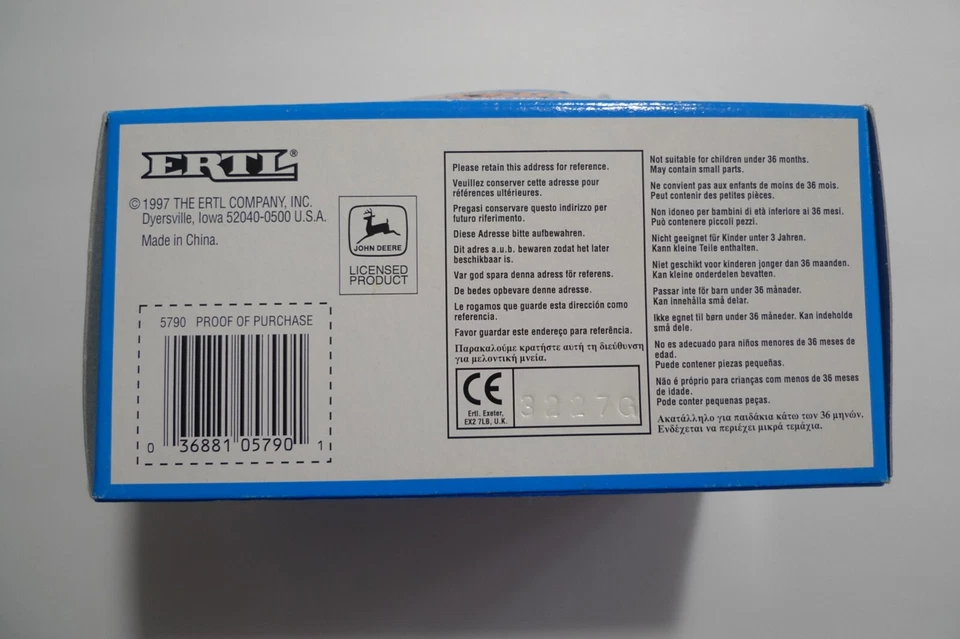 ERTL®
© 1997 THE ERTL COMPANY, INC.
Dyersville, Iowa 52040-0500 U.S.A.
Made in China.
JOHN DEERE
LICENSED
PRODUCT
5790 PROOF OF PURCHASE
0 36881 05790 1
Please retain this address for reference.
Veuillez conserver cette adresse pour
références ultérieures.
Pregasi conservare questo indirizzo per
futuro riferimento.
Diese Adresse bitte aufbewahren.
Dit adres a.u.b. bewaren zodat het later
beschikbaar is.
Var god spara denna adress för referens.
De bedes opbevare denne adresse.
Le rogamos que guarde esta dirección como
referencia.
Favor guardar este endereço para referência.
Παρακαλούμε κρατήστε αυτή τη διεύθυνση
για μελοντική μνεία.
CE
Ertl. Exeter,
EX2 7LB, U.K.
3227G
Not suitable for children under 36 months.
May contain small parts.
Ne convient pas aux enfants de moins de 36 mois.
Peut contenir des petites pièces.
Non idoneo per bambini di età inferiore ai 36 mesi.
Può contenere piccoli pezzi.
Nicht geeignet für Kinder unter 3 Jahren.
Kann kleine Teile enthalten.
Niet geschikt voor kinderen jonger dan 36 maanden.
Kan kleine onderdelen bevatten.
Passar inte för barn under 36 månader.
Kan innehålla små delar.
Ikke egnet til børn under 36 måneder. Kan indeholde
små dele.
No es adecuado para niños menores de 36 meses de
edad.
Puede contener piezas pequeñas.
Não é próprio para crianças com menos de 36 meses
de idade.
Pode conter pequenas peças.
Ακατάλληλο για παιδάκια κάτω των 36 μηνών.
Ενδέχεται να περιέχει μικρά τεμάχια.